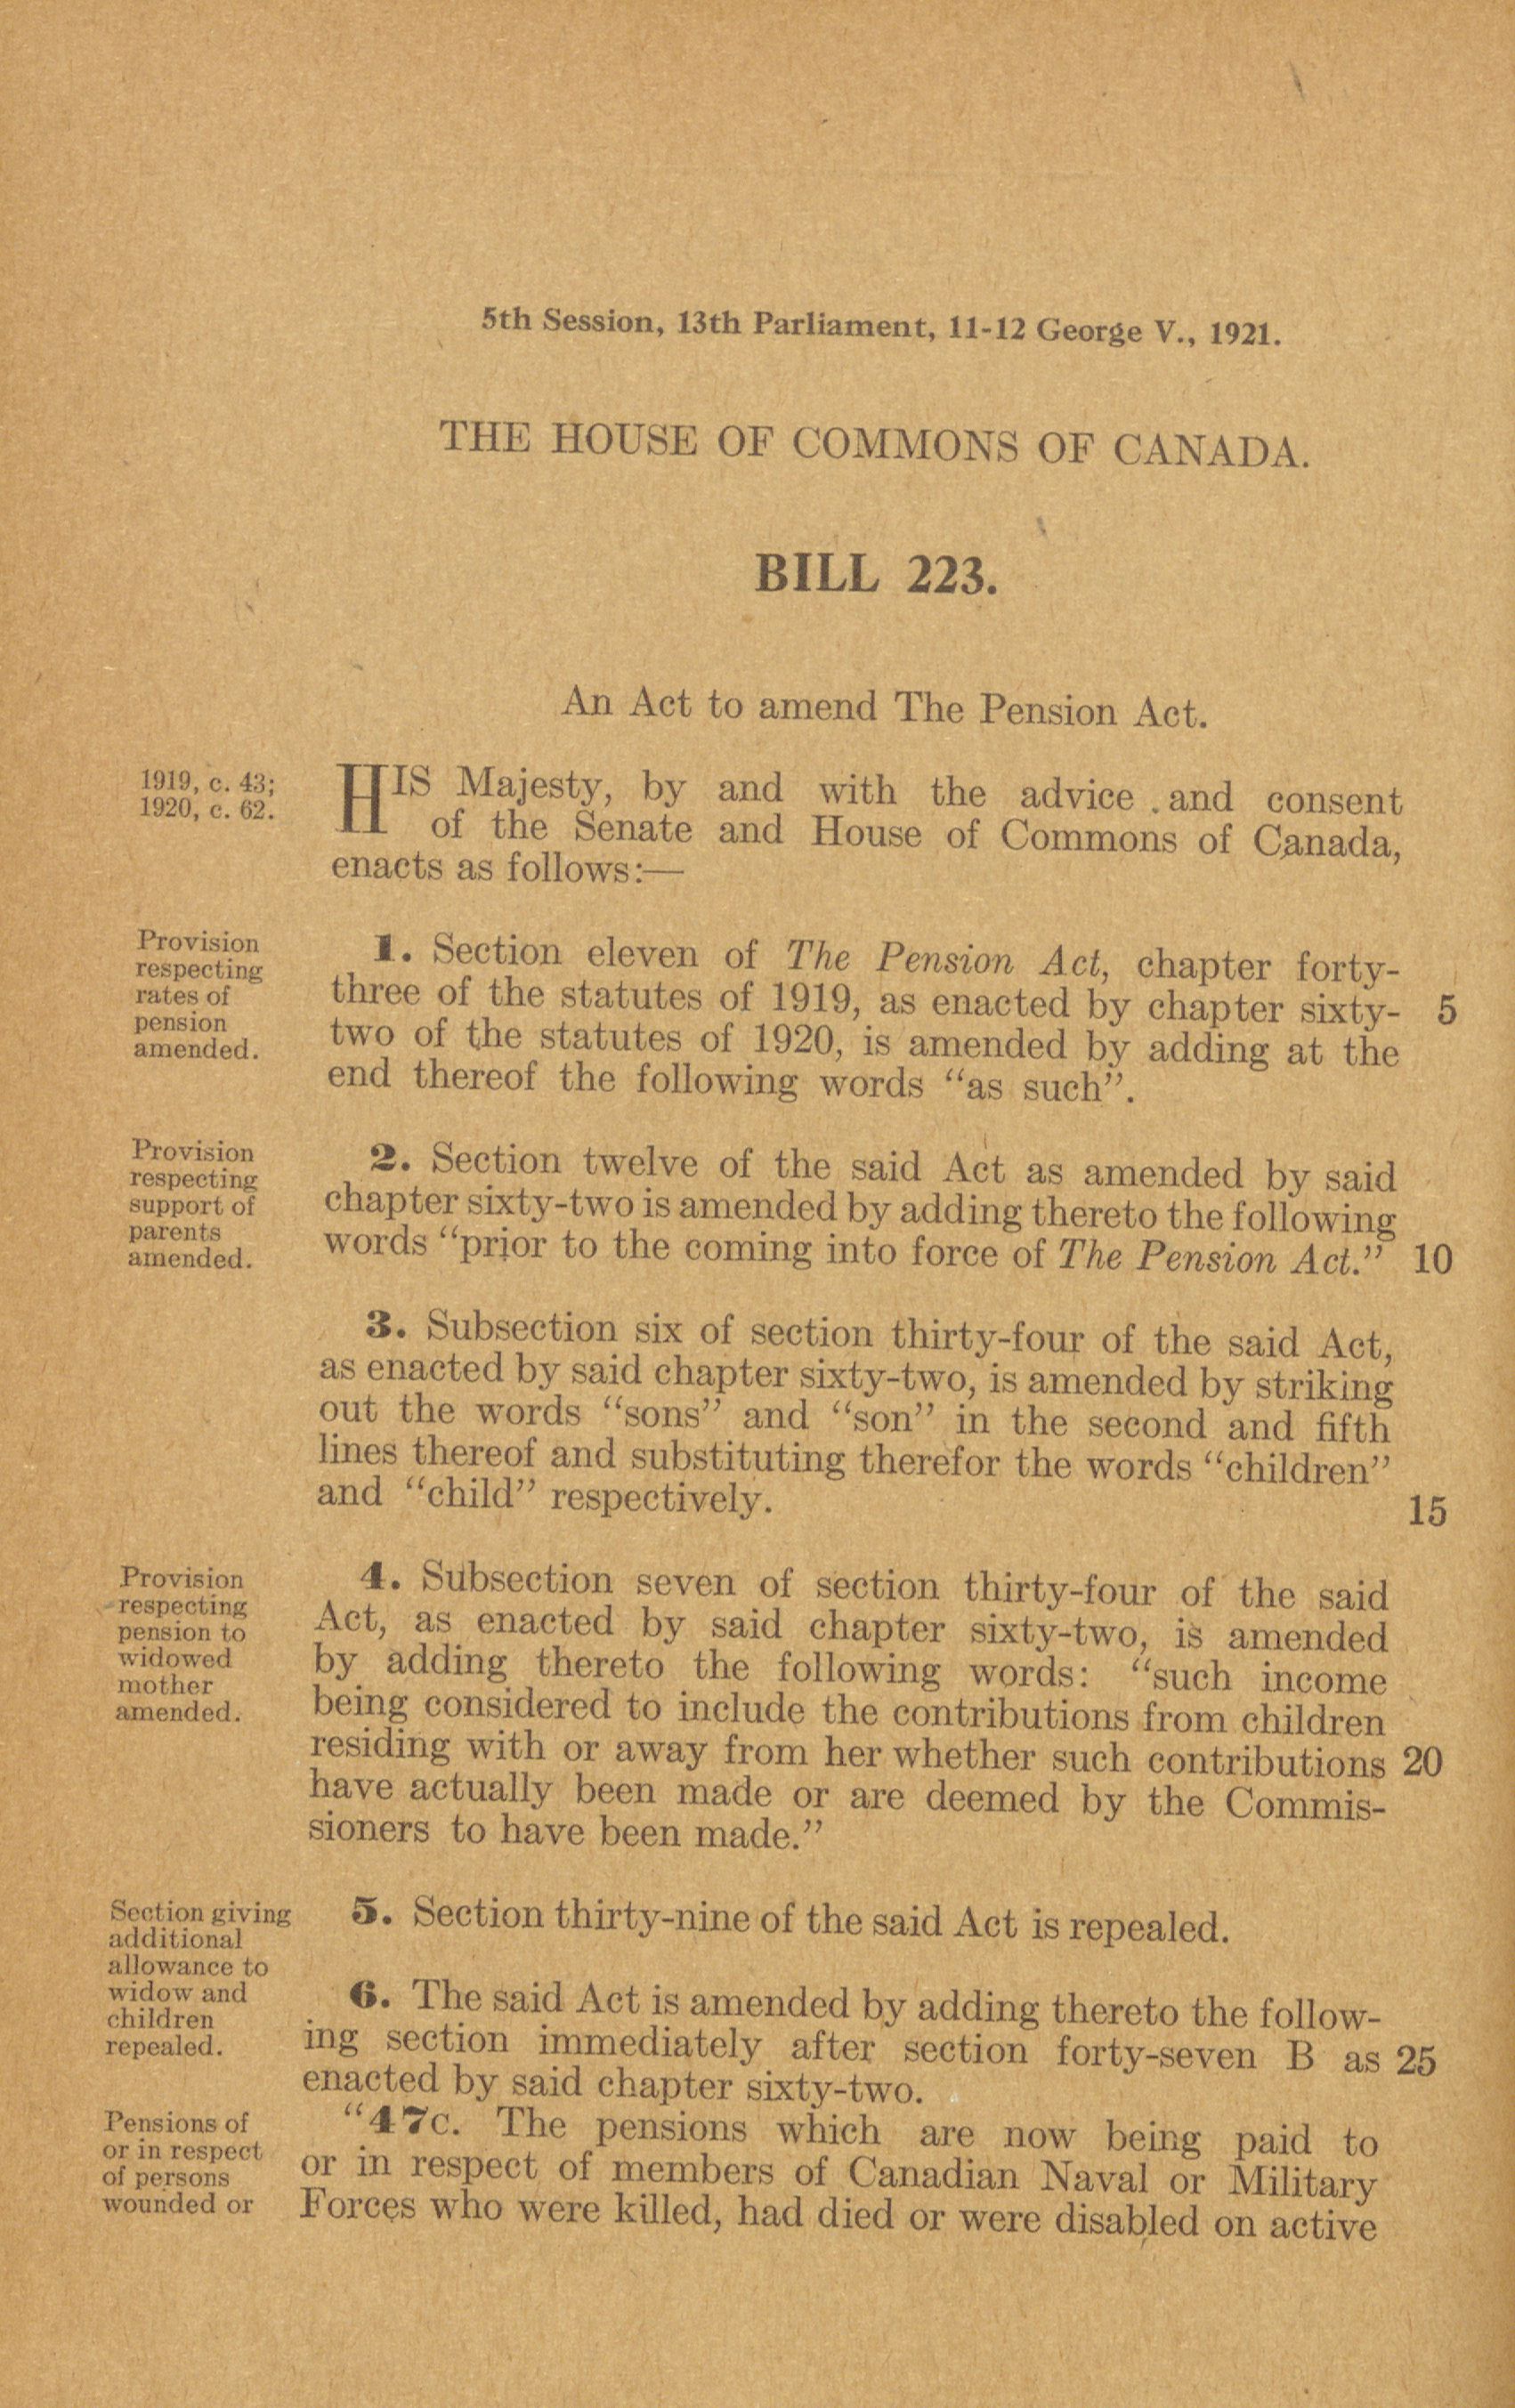 5th Session, 13th Parliament, 11-12 George V., 1921.
THE HOUSE OF COMMONS OF CANADA.
BILL 223.
An Act to amend The Pension Act.
1919, c. 43;
1920, c. 62.
HIS Majesty, by and with the advice and consent
of the Senate and House of Commons of Canada,
enacts as follows:—
Provision
respecting
rates of
pension
amended.
1. Section eleven of The Pension Act, chapter forty-
three of the statutes of 1919, as enacted by chapter sixty- 5
two of the statutes of 1920, is amended by adding at the
end thereof the following words "as such".
Provision
respecting
support of
parents
amended.
2. Section twelve of the said Act as amended by said
chapter sixty-two is amended by adding thereto the following
words "prior to the coming into force of The Pension Act." 10
3. Subsection six of section thirty-four of the said Act,
as enacted by said chapter sixty-two, is amended by striking
out the words "sons" and "son" in the second and fifth
lines thereof and substituting therefor the words "children"
and "child" respectively. 15
Provision
respecting
pension to
widowed
mother
amended.
4. Subsection seven of section thirty-four of the said
Act, as enacted by said chapter sixty-two, is amended
by adding thereto the following words: "such income
being considered to include the contributions from children
residing with or away from her whether such contributions 20
have actually been made or are deemed by the Commis-
sioners to have been made."
Section giving
additional
allowance to
widow and
children
repealed.
5. Section thirty-nine of the said Act is repealed.
6. The said Act is amended by adding thereto the follow-
ing section immediately after section forty-seven B as 25
enacted by said chapter sixty-two.
Pensions of
or in respect
of persons
wounded or
"47c. The pensions which are now being paid to
or in respect of members of Canadian Naval or Military
Forces who were killed, had died or were disabled on active